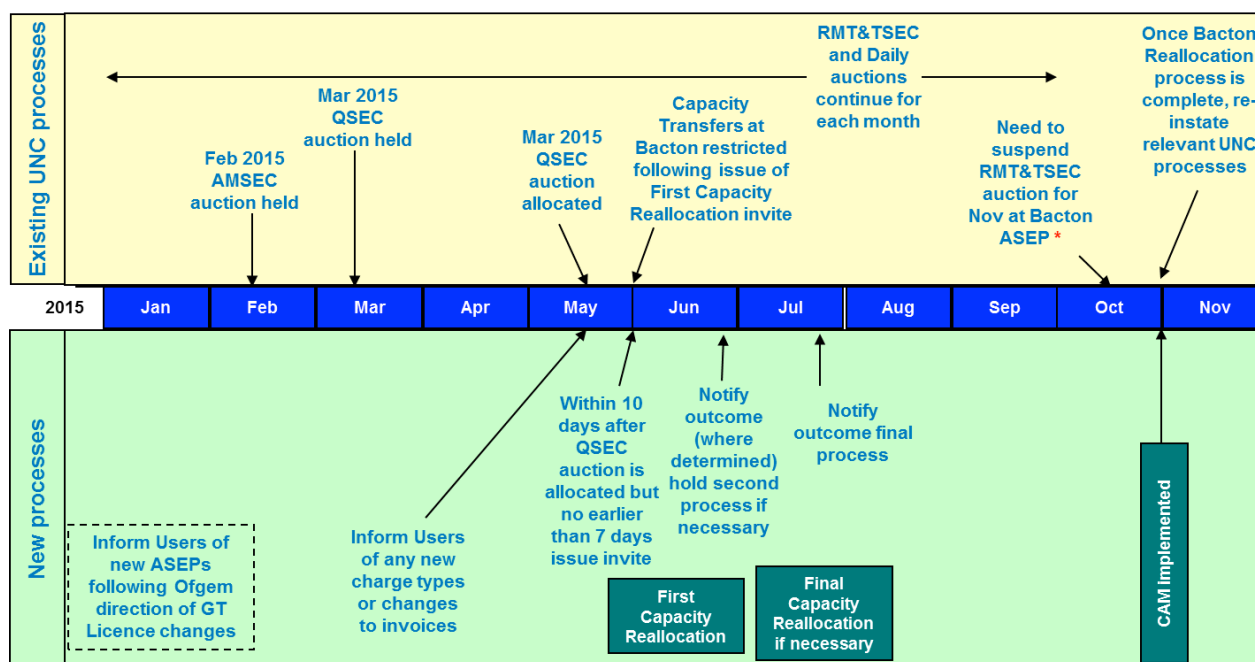 Existing UNC processes
Feb 2015
AMSEC
auction held
Mar 2015
QSEC
auction held
Mar 2015
QSEC
auction
allocated
Capacity
Transfers at
Bacton restricted
following issue of
First Capacity
Reallocation invite
RMT&TSEC
and Daily
auctions
continue for
each month
Need to
suspend
RMT&TSEC
auction for
Nov at Bacton
ASEP *
Once Bacton
Reallocation
process is
complete, re-
instate
relevant UNC
processes
2015
Jan
Feb
Mar
Apr
May
Jun
Jul
Aug
Sep
Oct
Nov
New processes
Inform Users of
new ASEPs
following Ofgem
direction of GT
Licence changes
Inform Users
of any new
charge types
or changes
to invoices
Within 10
days after
QSEC
auction is
allocated but
no earlier
than 7 days
issue invite
Notify
outcome
(where
determined)
hold second
process if
necessary
Notify
outcome final
process
First
Capacity
Reallocation
Final
Capacity
Reallocation
if necessary
CAM Implemented